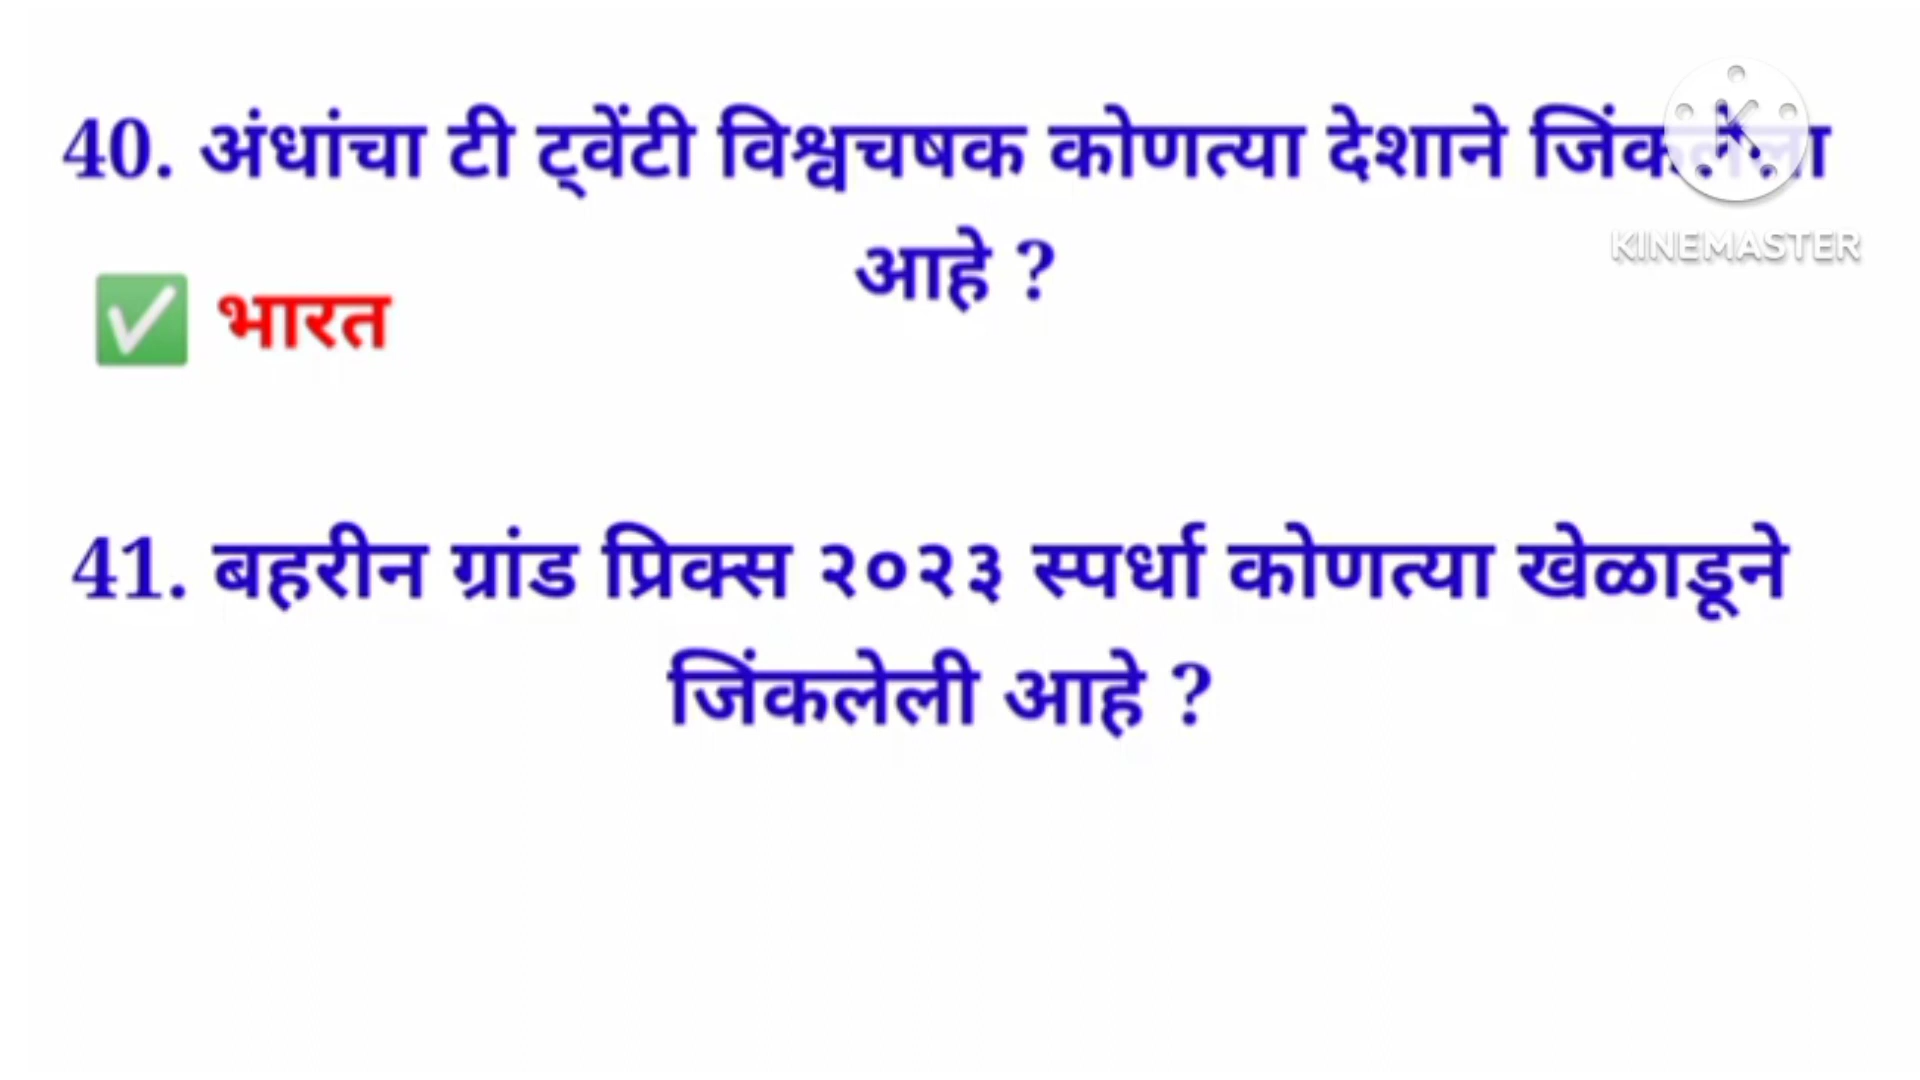 40. अंधांचा टी ट्वेंटी विश्वचषक कोणत्या देशाने जिंकलेला
आहे ?
✅ भारत
KINEMASTER
41. बहरीन ग्रांड प्रिक्स २०२३ स्पर्धा कोणत्या खेळाडूने
जिंकलेली आहे ?